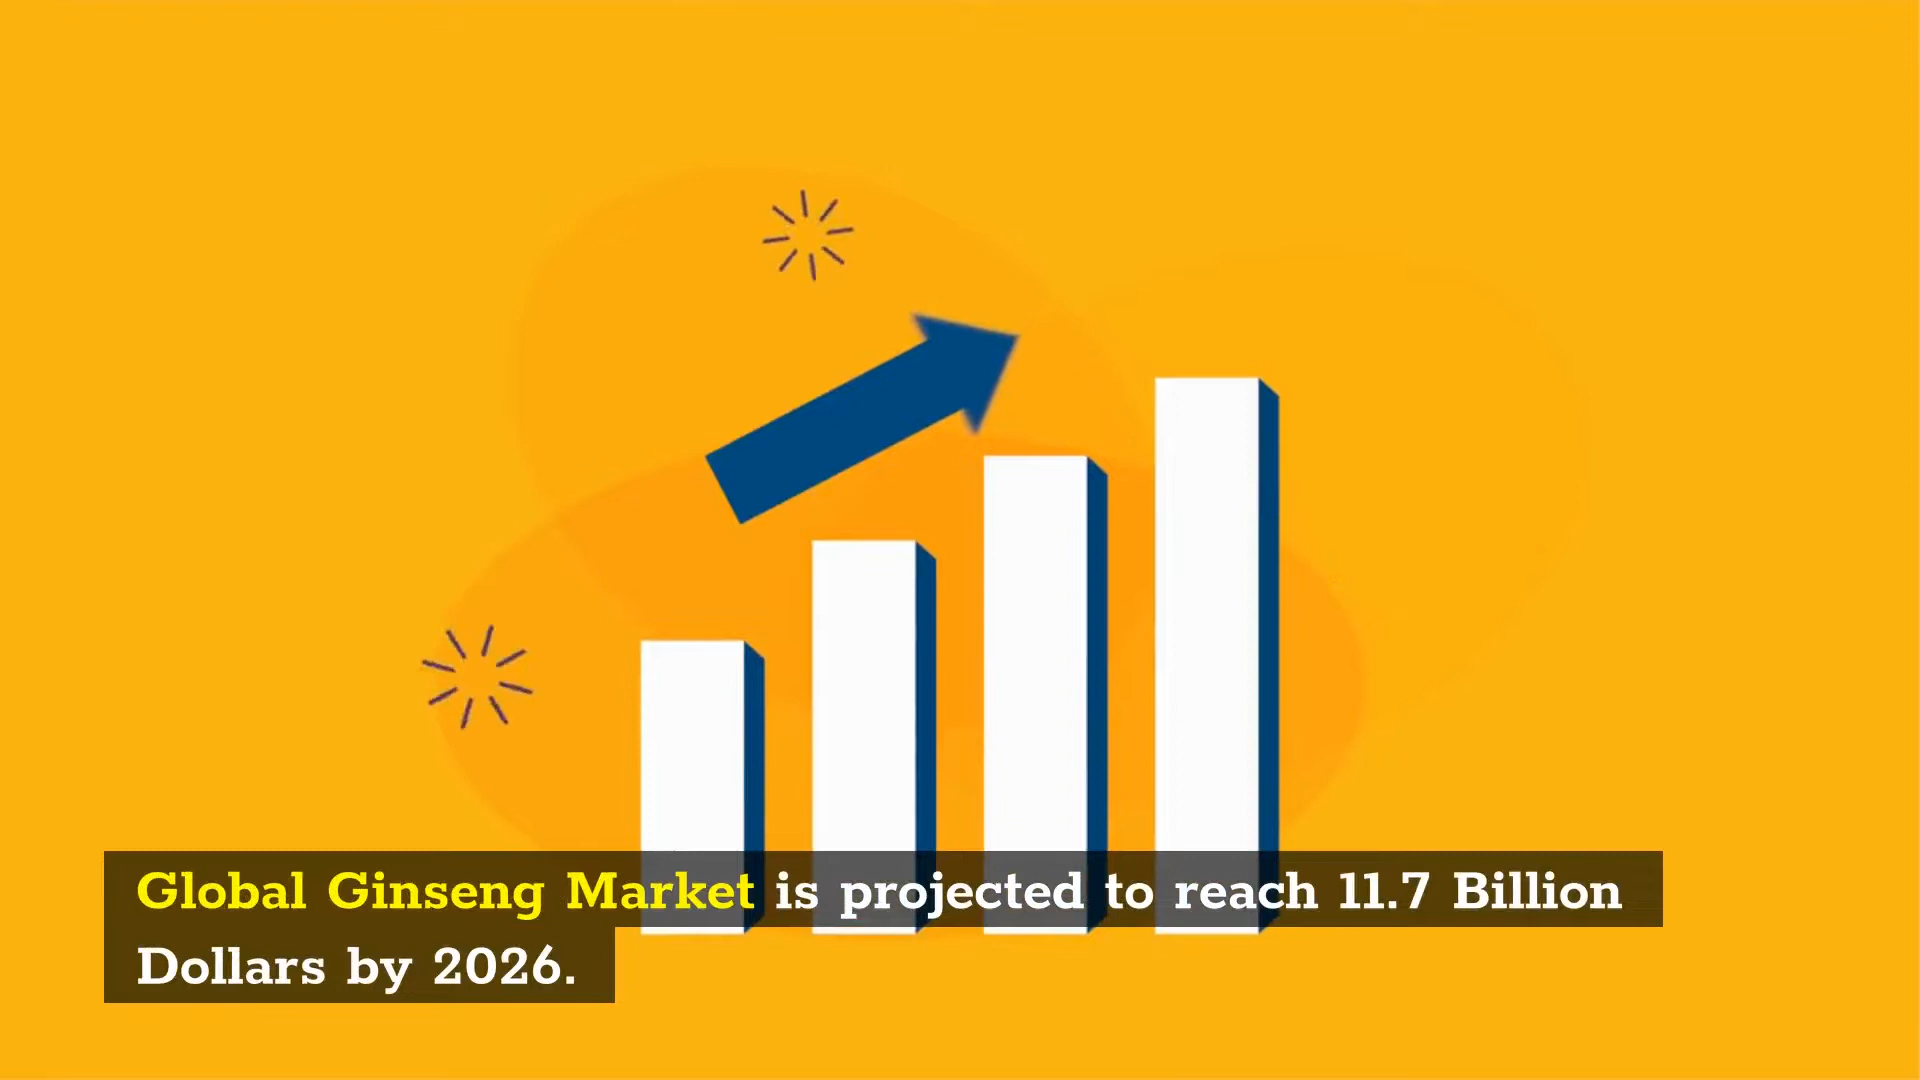 Global Ginseng Market is projected to reach 11.7 Billion
Dollars by 2026.